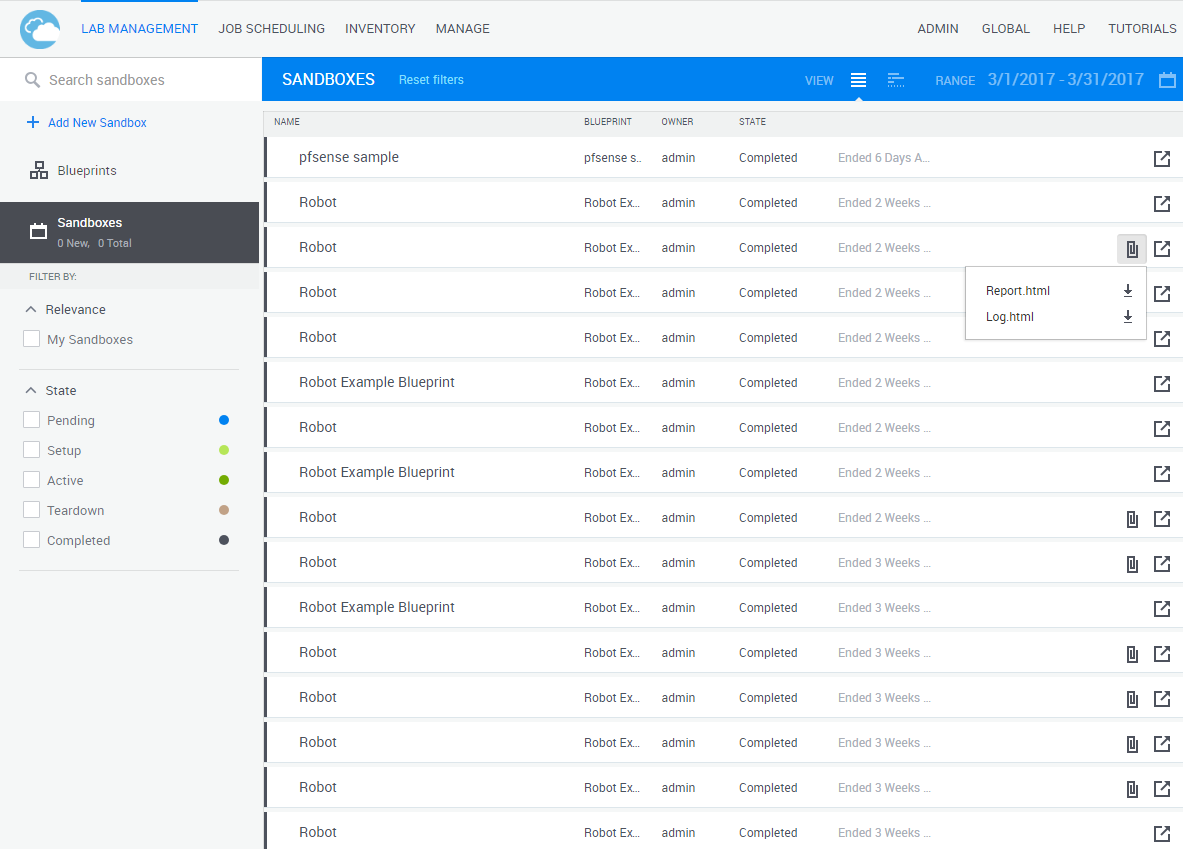 LAB MANAGEMENT JOB SCHEDULING INVENTORY MANAGE ADMIN GLOBAL HELP TUTORIALS
Search sandboxes
SANDBOXES Reset filters VIEW RANGE 3/1/2017 - 3/31/2017
Add New Sandbox
Blueprints
Sandboxes
0 New, 0 Total
FILTER BY:
Relevance
My Sandboxes
State
Pending
Setup
Active
Teardown
Completed
NAME BLUEPRINT OWNER STATE
pfsense sample pfsense s.. admin Completed Ended 6 Days A...
Robot Robot Ex... admin Completed Ended 2 Weeks ...
Robot Robot Ex... admin Completed Ended 2 Weeks ...
Report.html
Log.html
Robot Robot Ex... admin Completed Ended 2 Weeks ...
Robot Robot Ex... admin Completed Ended 2 Weeks ...
Robot Example Blueprint Robot Ex... admin Completed Ended 2 Weeks ...
Robot Robot Ex... admin Completed Ended 2 Weeks ...
Robot Example Blueprint Robot Ex... admin Completed Ended 2 Weeks ...
Robot Robot Ex... admin Completed Ended 2 Weeks ...
Robot Robot Ex... admin Completed Ended 3 Weeks ...
Robot Example Blueprint Robot Ex... admin Completed Ended 3 Weeks ...
Robot Robot Ex... admin Completed Ended 3 Weeks ...
Robot Robot Ex... admin Completed Ended 3 Weeks ...
Robot Robot Ex... admin Completed Ended 3 Weeks ...
Robot Robot Ex... admin Completed Ended 3 Weeks ...
Robot Robot Ex... admin Completed Ended 3 Weeks ...